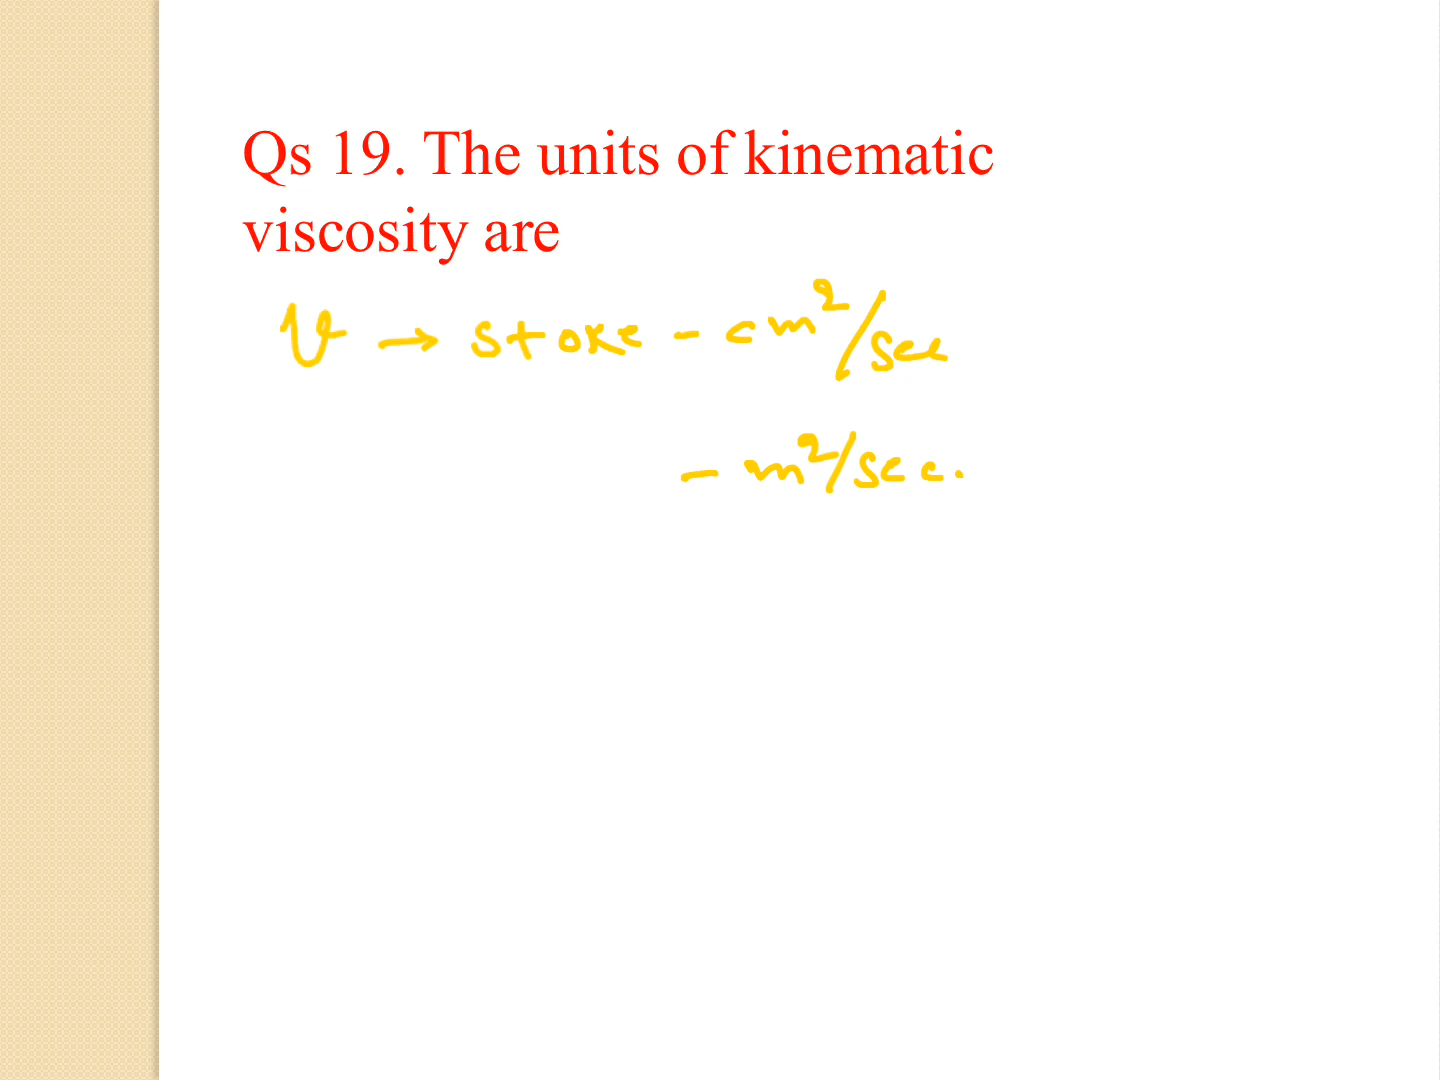 Qs 19. The units of kinematic
viscosity are
ν → stoke - cm²/sec
- m²/sec.